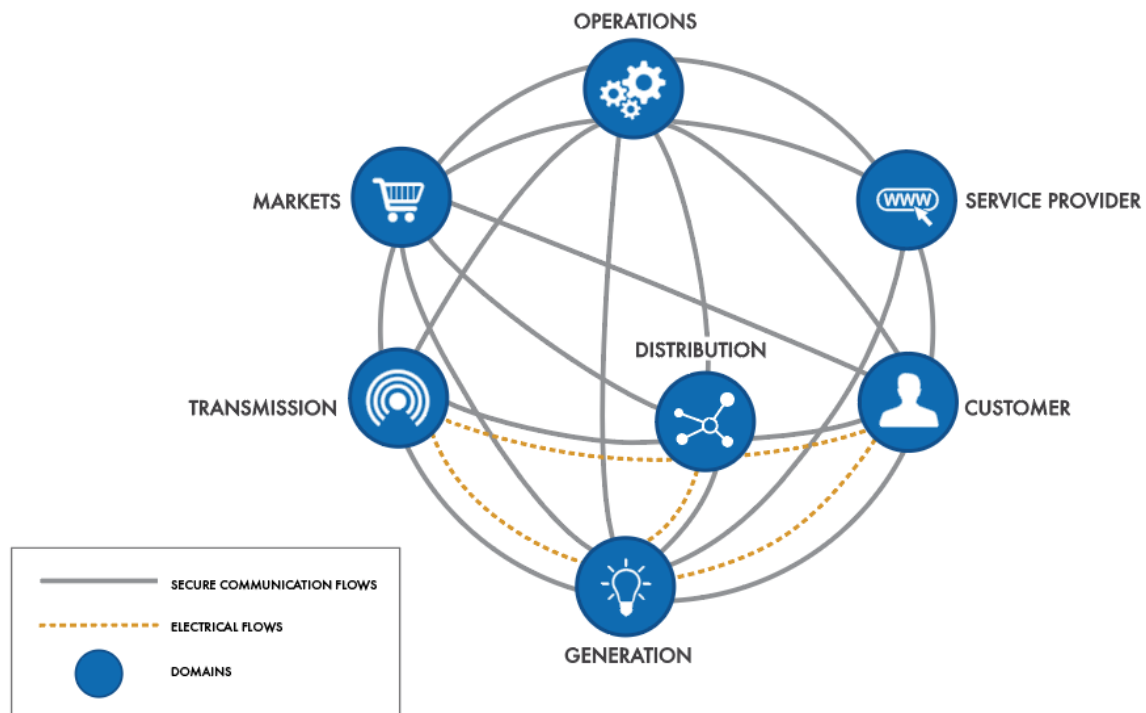 OPERATIONS
MARKETS
WWW
SERVICE PROVIDER
DISTRIBUTION
TRANSMISSION
CUSTOMER
SECURE COMMUNICATION FLOWS
ELECTRICAL FLOWS
DOMAINS
GENERATION